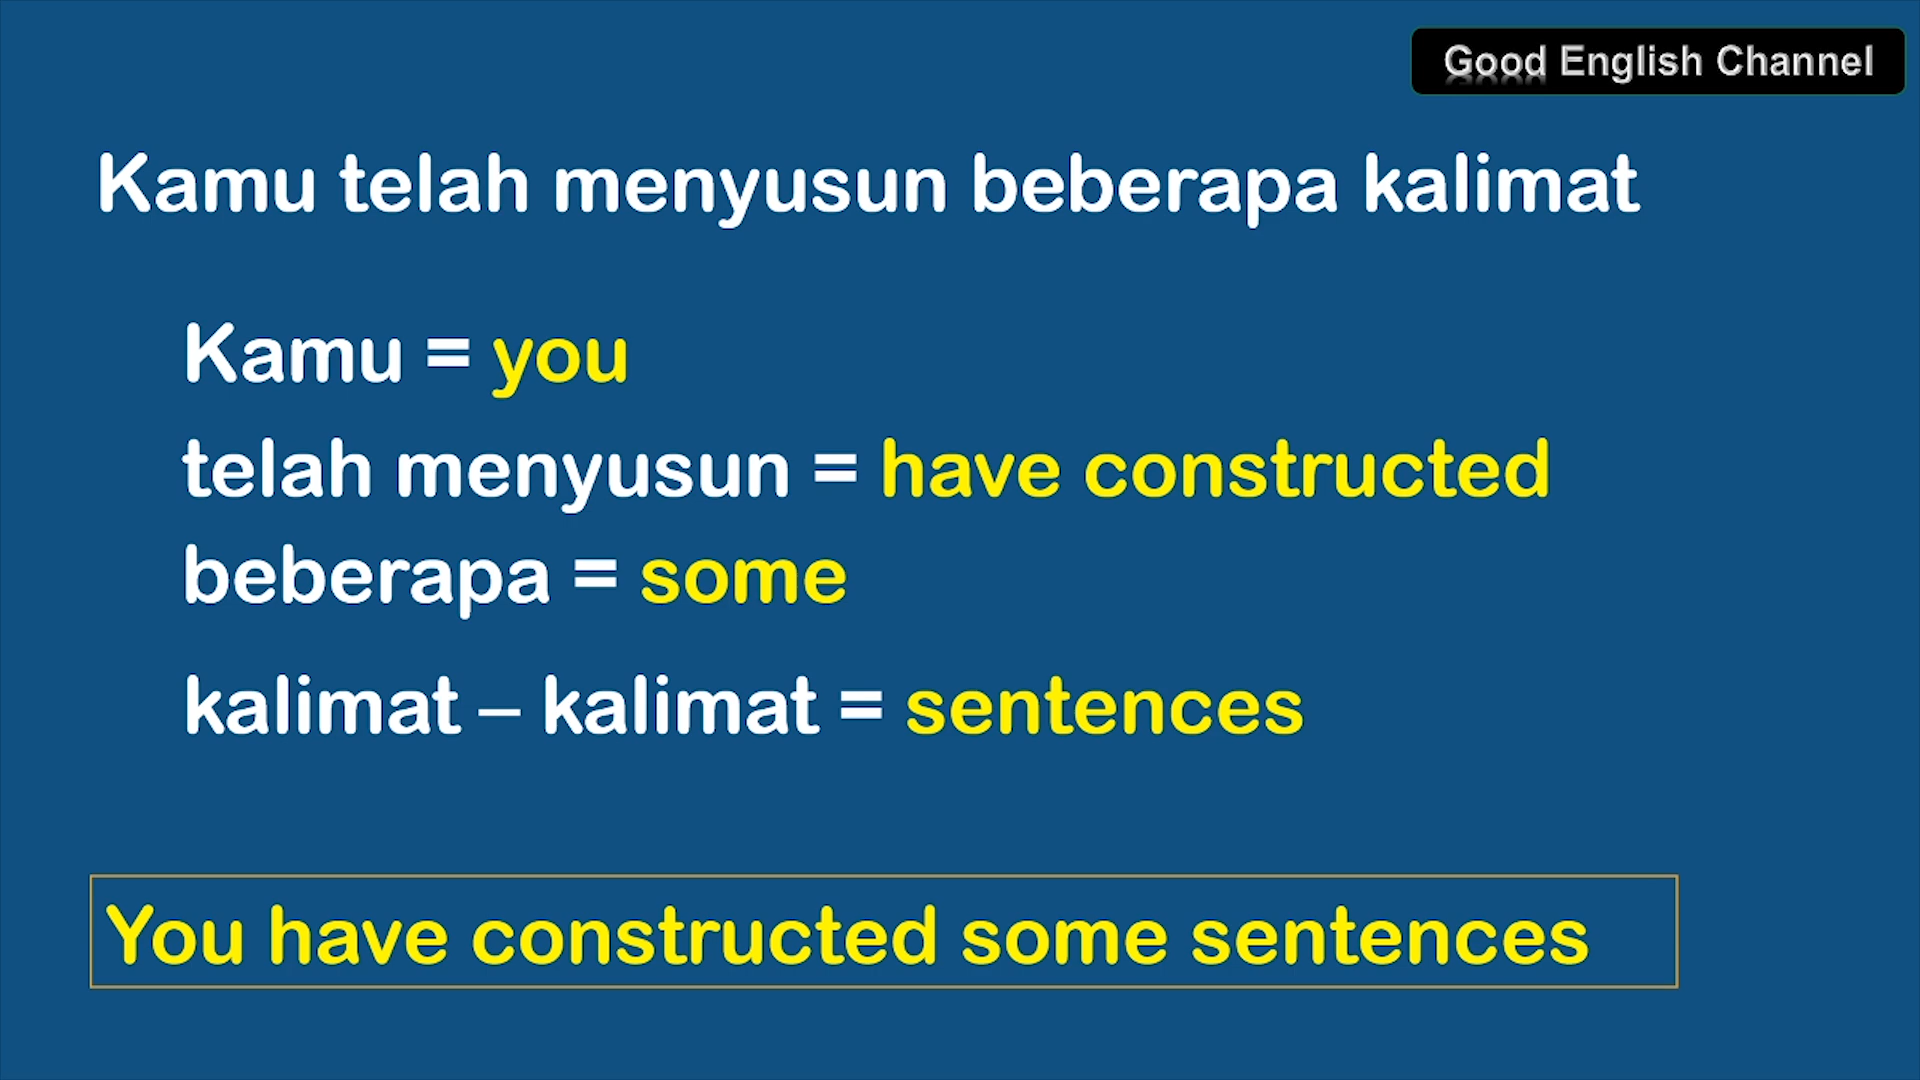 Good English Channel
Kamu telah menyusun beberapa kalimat
Kamu = you
telah menyusun = have constructed
beberapa = some
kalimat – kalimat = sentences
You have constructed some sentences